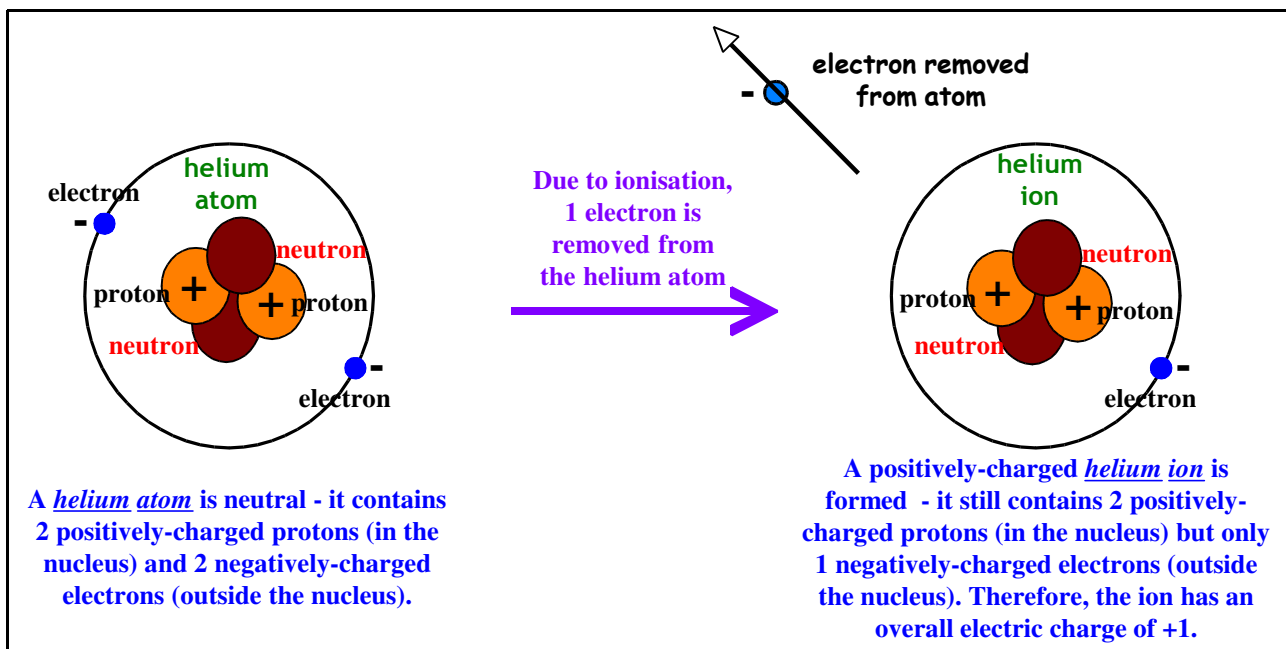 electron removed
from atom
-
helium
atom
electron
-
neutron
proton
+
+
proton
neutron
-
electron
Due to ionisation,
1 electron is
removed from
the helium atom
helium
ion
neutron
proton
+
+
proton
neutron
-
electron
A helium atom is neutral - it contains
2 positively-charged protons (in the
nucleus) and 2 negatively-charged
electrons (outside the nucleus).
A positively-charged helium ion is
formed - it still contains 2 positively-
charged protons (in the nucleus) but only
1 negatively-charged electrons (outside
the nucleus). Therefore, the ion has an
overall electric charge of +1.